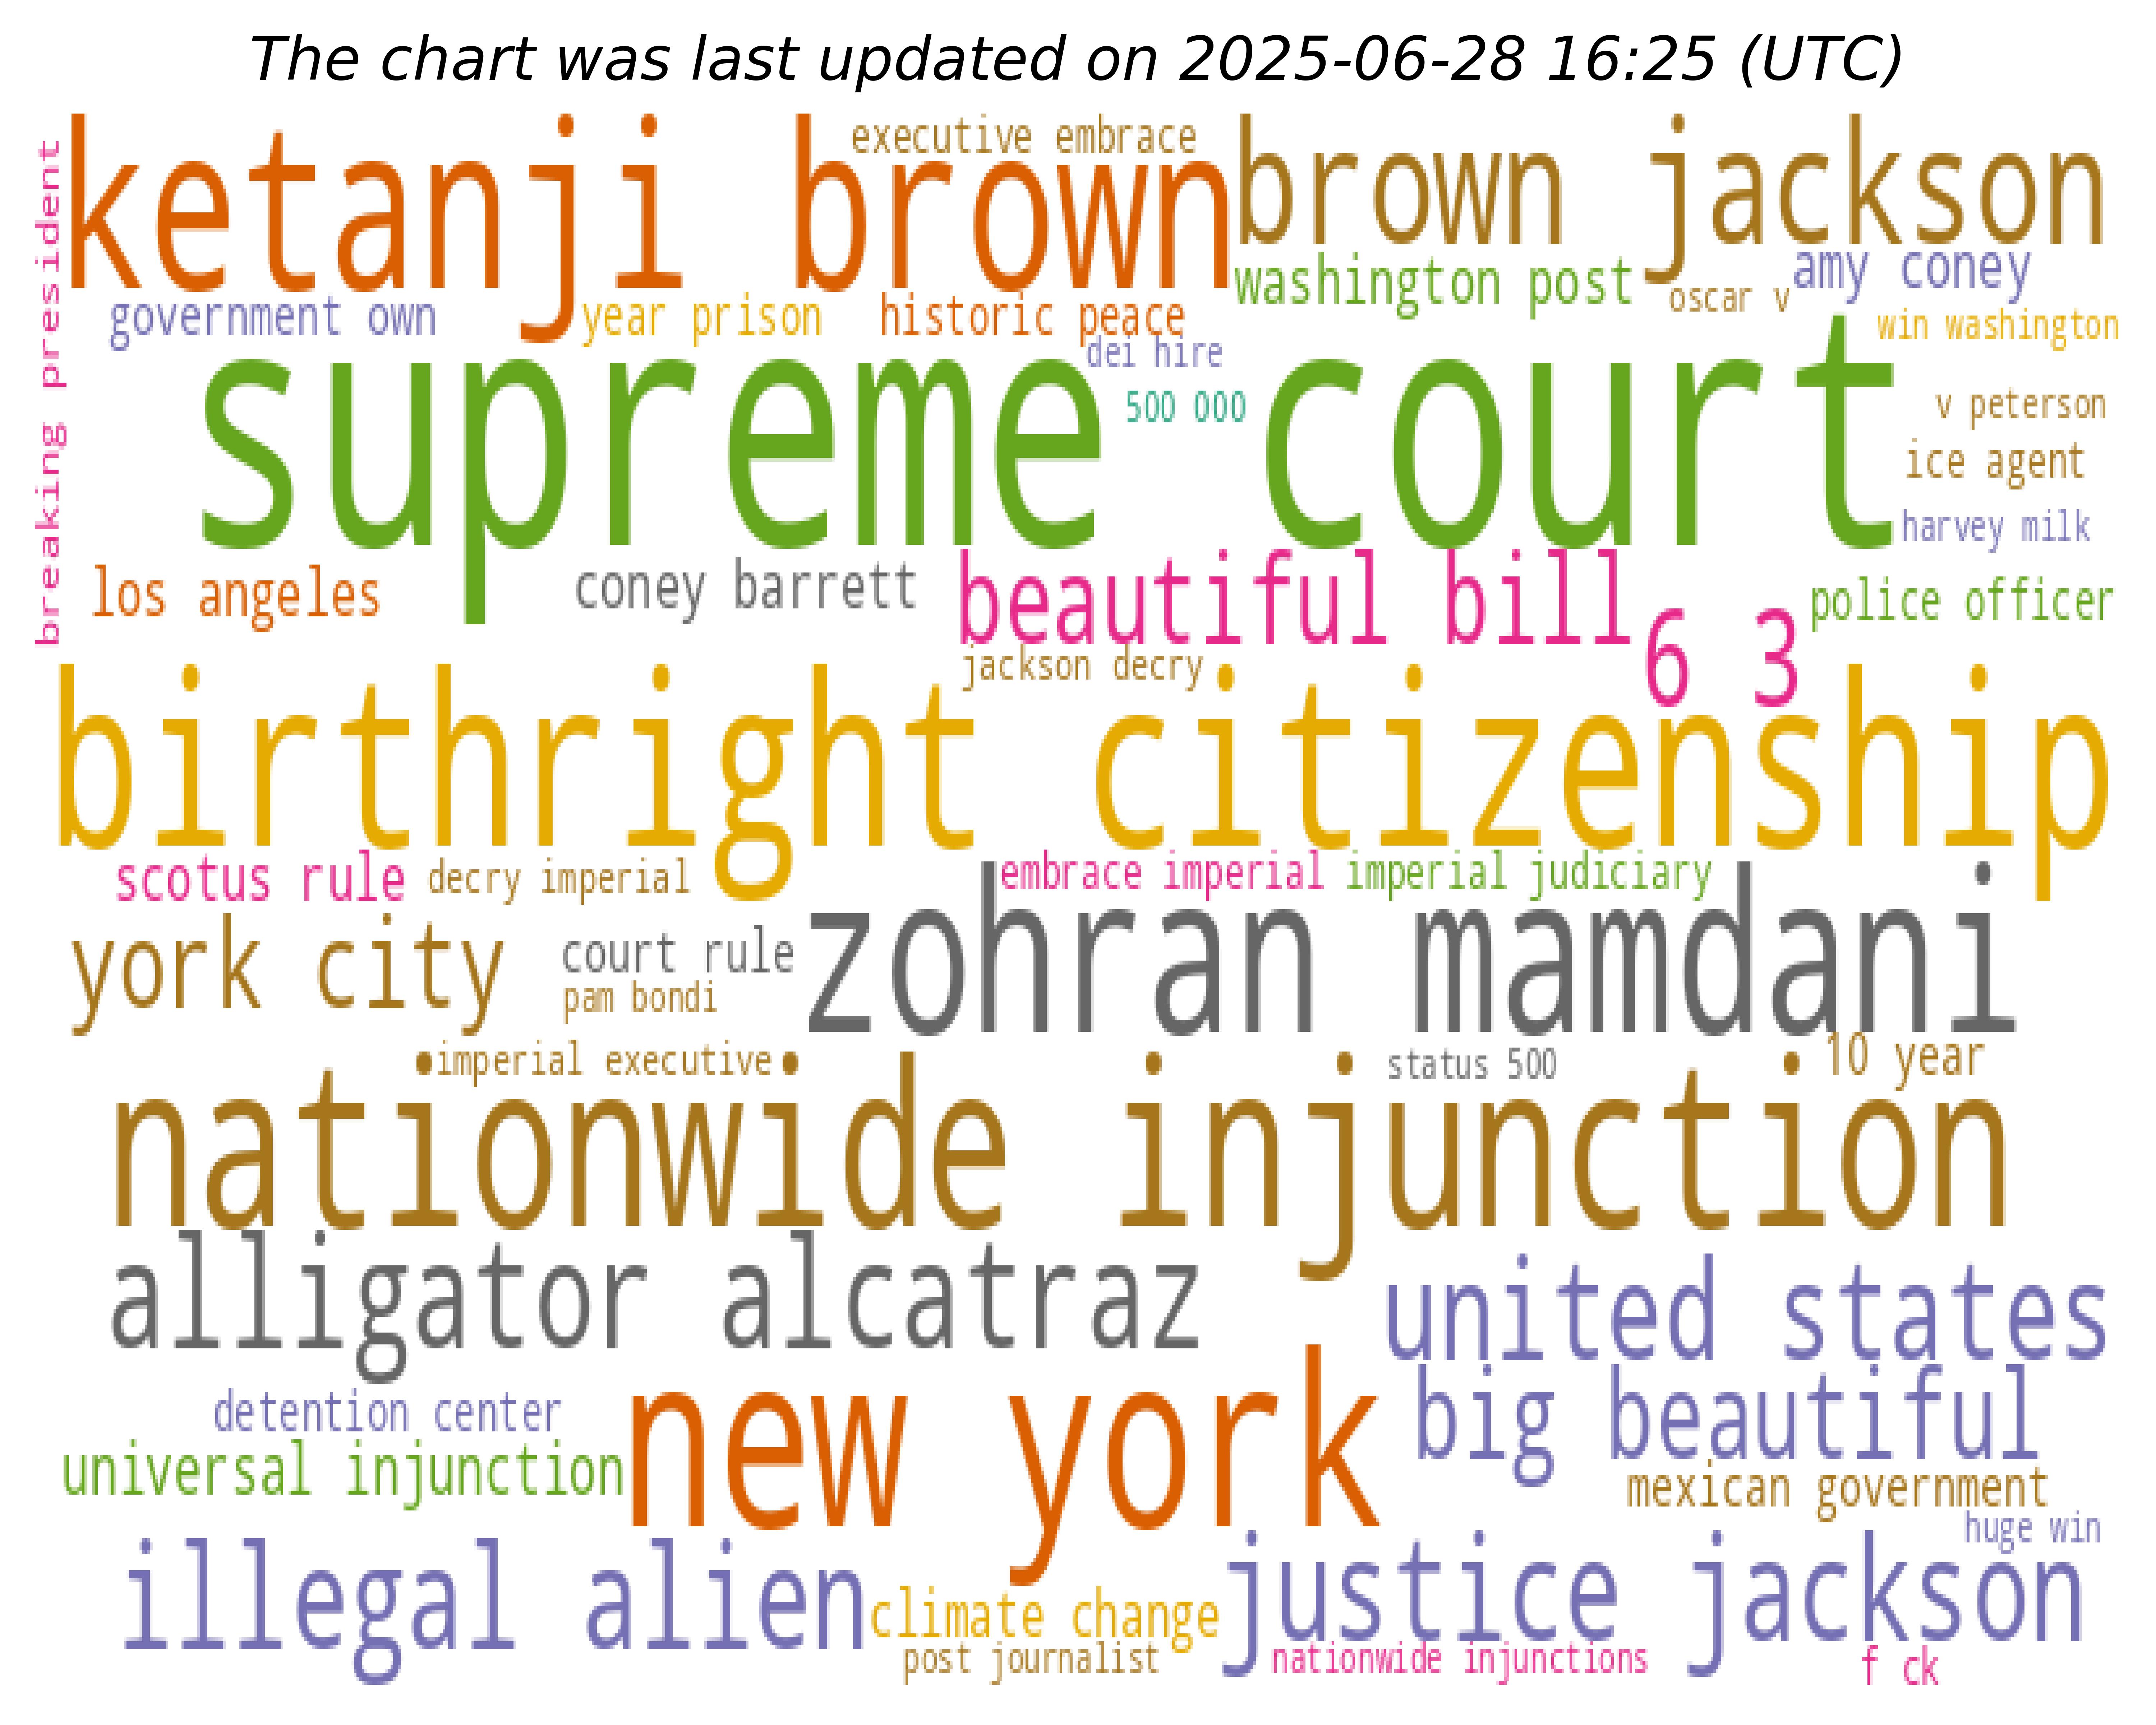 The chart was last updated on 2025-06-28 16:25 (UTC)
ketanji brown
executive embrace
brown jackson
breaking president
washington post
amy coney
oscar v
government own
year prison
historic peace
win washington
dei hire
supreme court
500 000
v peterson
ice agent
harvey milk
los angeles
coney barrett
beautiful bill
police officer
6 3
jackson decry
birthright citizenship
scotus rule
decry imperial
embrace imperial
imperial judiciary
york city
court rule
zohran mamdani
pam bondi
imperial executive
status 500
10 year
nationwide injunction
alligator alcatraz
united states
detention center
new york
big beautiful
universal injunction
mexican government
huge win
illegal alien
climate change
justice jackson
post journalist
nationwide injunctions
f ck